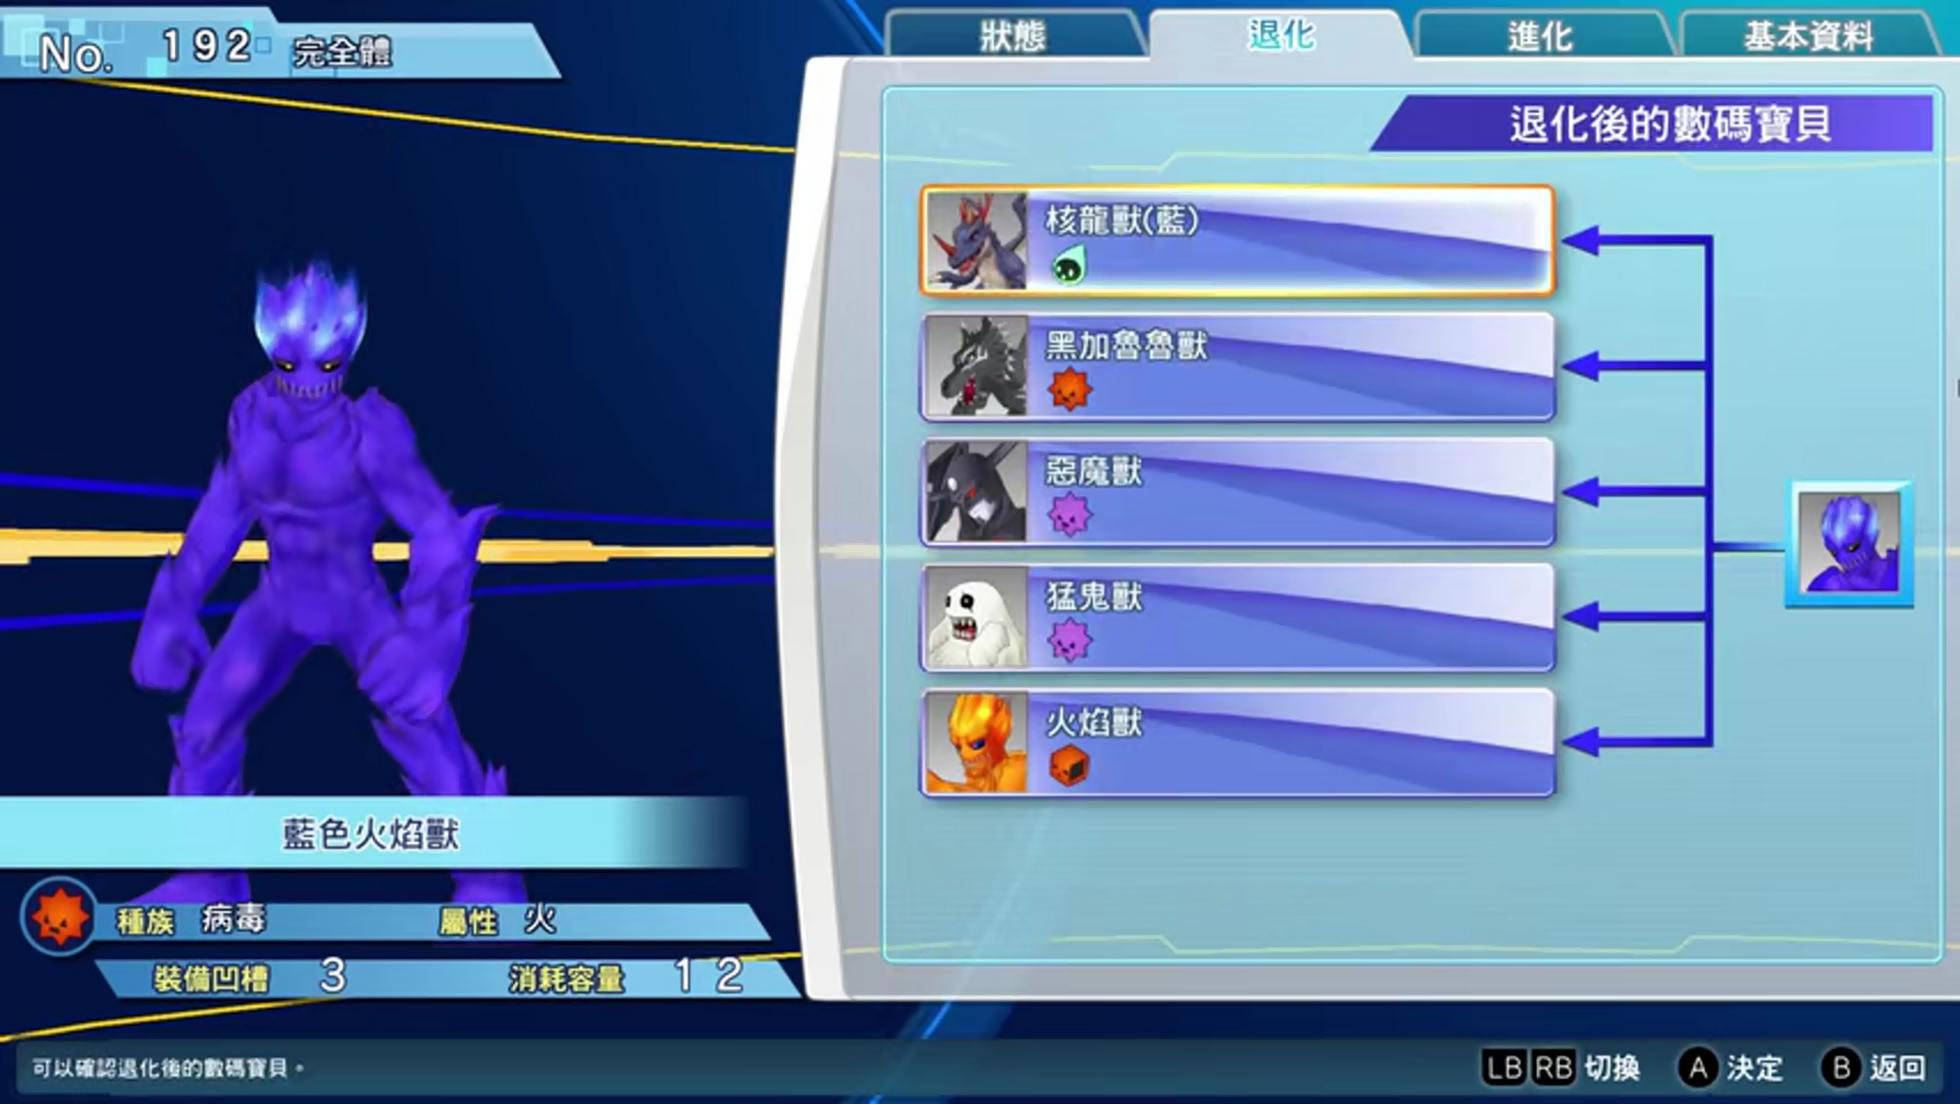 No. 192 完全體
狀態 退化 進化 基本資料
退化後的數碼寶貝
核龍獸(藍)
黑加魯魯獸
惡魔獸
猛鬼獸
火焰獸
藍色火焰獸
種族 病毒 屬性 火
裝備凹槽 3 消耗容量 12
可以確認退化後的數碼寶貝。
LB RB 切換 A 決定 B 返回